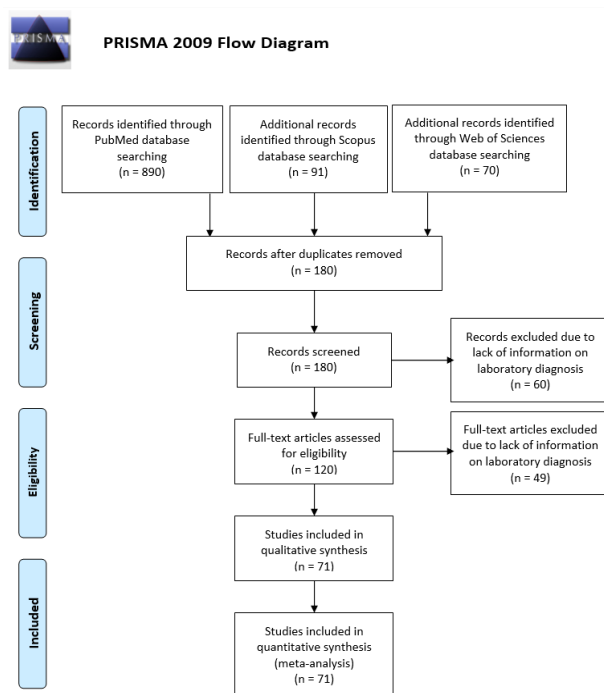 PRISMA
PRISMA 2009 Flow Diagram
Identification
Records identified through
PubMed database
searching
(n = 890)
Additional records
identified through Scopus
database searching
(n = 91)
Additional records identified
through Web of Sciences
database searching
(n = 70)
Records after duplicates removed
(n = 180)
Screening
Records screened
(n = 180)
Records excluded due to
lack of information on
laboratory diagnosis
(n = 60)
Eligibility
Full-text articles assessed
for eligibility
(n = 120)
Full-text articles excluded
due to lack of information
on laboratory diagnosis
(n = 49)
Studies included in
qualitative synthesis
(n = 71)
Included
Studies included in
quantitative synthesis
(meta-analysis)
(n = 71)